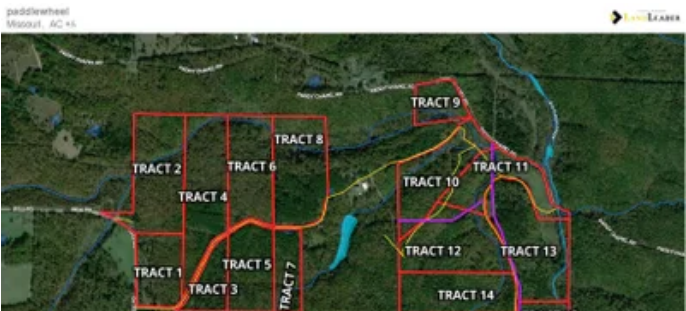 paddlewheel
Missouri, AC +/-
LANDLEADER
TRACT 9
TRACT 8
TRACT 2
TRACT 6
TRACT 11
TRACT 4
TRACT 10
TRACT 12
TRACT 13
TRACT 1
TRACT 5
TRACT 7
TRACT 3
TRACT 14